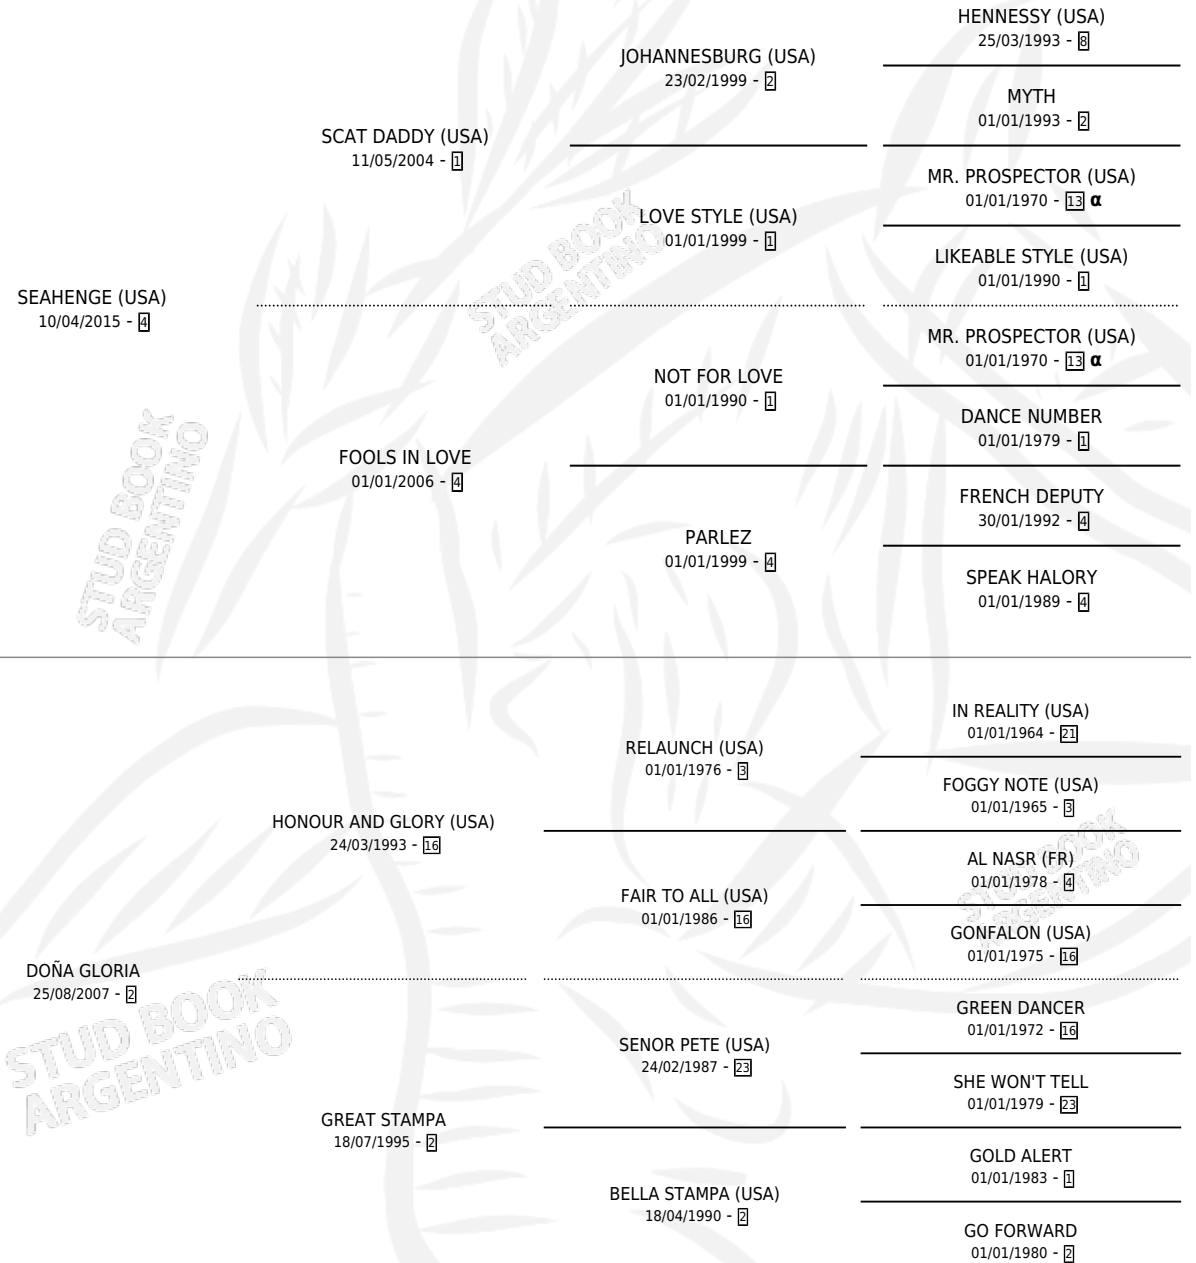 HENNESSY (USA)
25/03/1993 - 8
JOHANNESBURG (USA)
23/02/1999 - 2
MYTH
01/01/1993 - 2
SCAT DADDY (USA)
11/05/2004 - 1
MR. PROSPECTOR (USA)
01/01/1970 - 13 α
LOVE STYLE (USA)
01/01/1999 - 1
LIKEABLE STYLE (USA)
01/01/1990 - 1
SEAHENGE (USA)
10/04/2015 - 4
MR. PROSPECTOR (USA)
01/01/1970 - 13 α
NOT FOR LOVE
01/01/1990 - 1
DANCE NUMBER
01/01/1979 - 1
FOOLS IN LOVE
01/01/2006 - 4
FRENCH DEPUTY
30/01/1992 - 4
PARLEZ
01/01/1999 - 4
SPEAK HALORY
01/01/1989 - 4
IN REALITY (USA)
01/01/1964 - 21
RELAUNCH (USA)
01/01/1976 - 3
FOGGY NOTE (USA)
01/01/1965 - 3
HONOUR AND GLORY (USA)
24/03/1993 - 16
AL NASR (FR)
01/01/1978 - 4
FAIR TO ALL (USA)
01/01/1986 - 16
GONFALON (USA)
01/01/1975 - 16
DOÑA GLORIA
25/08/2007 - 2
GREEN DANCER
01/01/1972 - 16
SENOR PETE (USA)
24/02/1987 - 23
SHE WON'T TELL
01/01/1979 - 23
GREAT STAMPA
18/07/1995 - 2
GOLD ALERT
01/01/1983 - 1
BELLA STAMPA (USA)
18/04/1990 - 2
GO FORWARD
01/01/1980 - 2
STUD BOOK
ARGENTINO
STUD BOOK
ARGENTINO
STUD BOOK
ARGENTINO
STUD BOOK
ARGENTINO